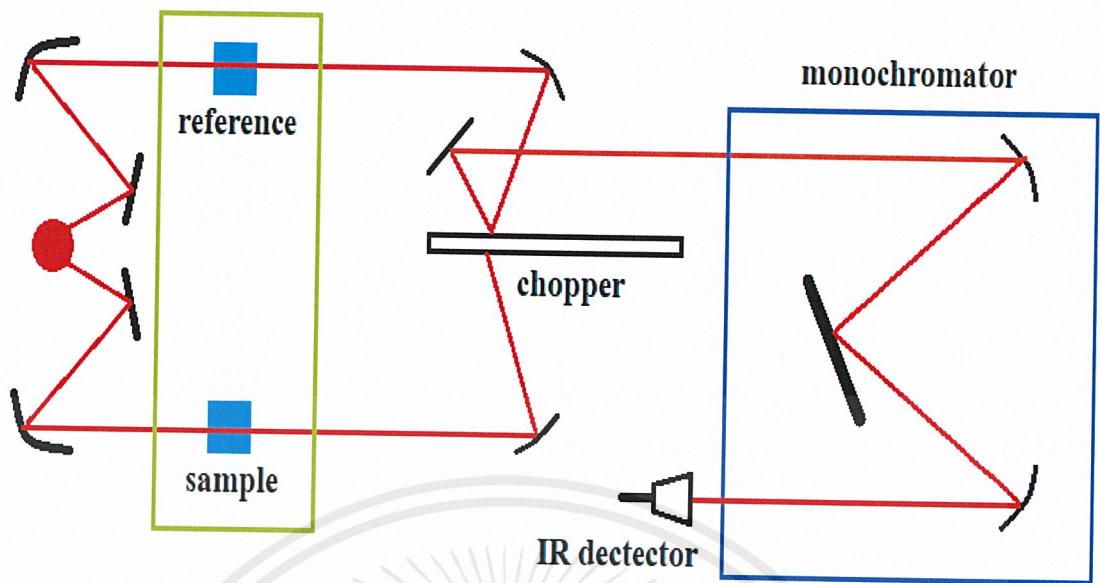 monochromator
reference
chopper
sample
IR dectector